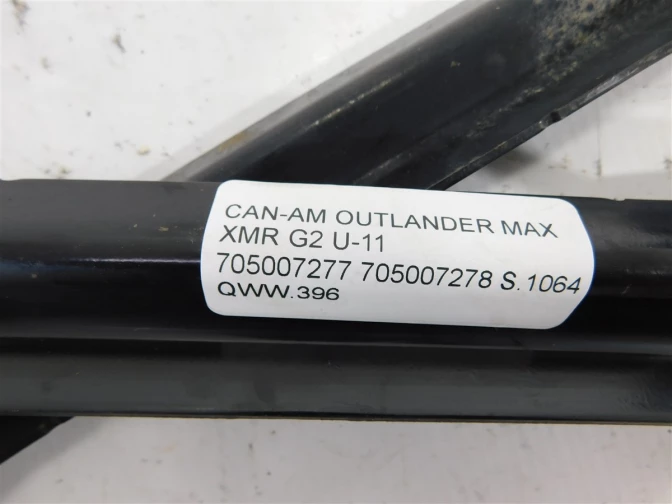 CAN-AM OUTLANDER MAX
XMR G2 U-11
705007277 705007278 S.1064
QWW.396